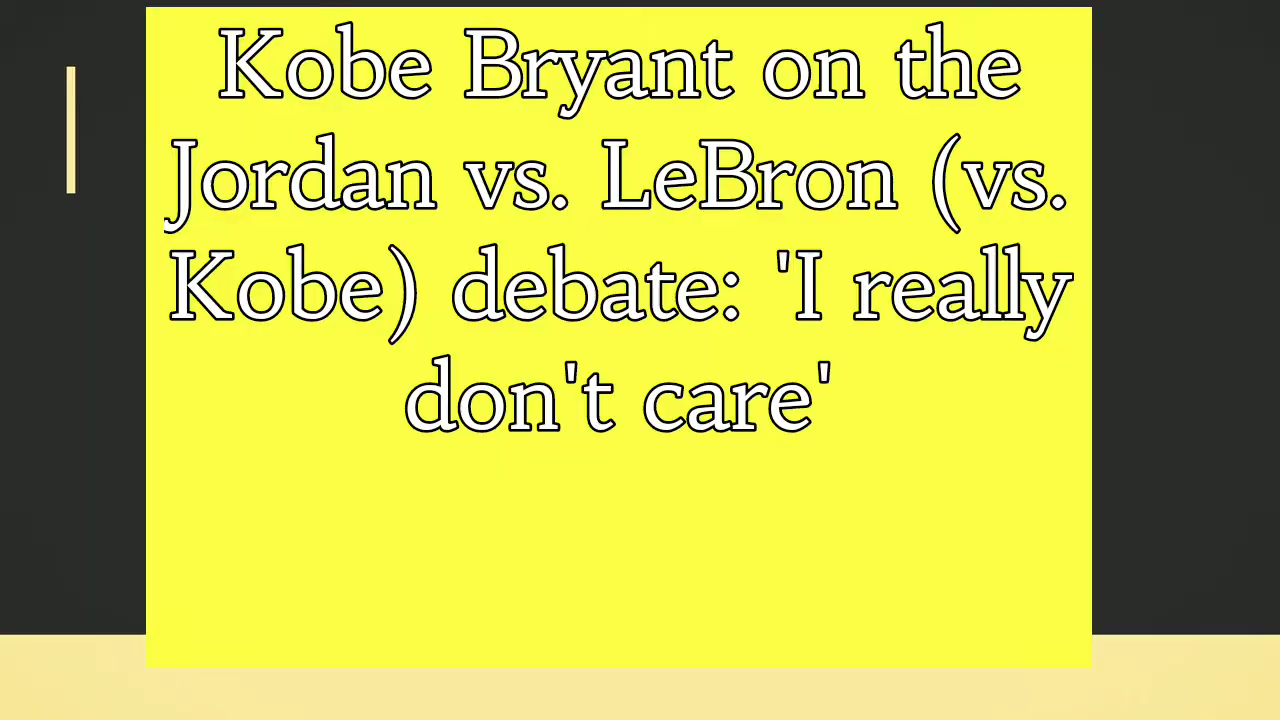 Kobe Bryant on the
Jordan vs. LeBron (vs.
Kobe) debate: 'I really
don't care'